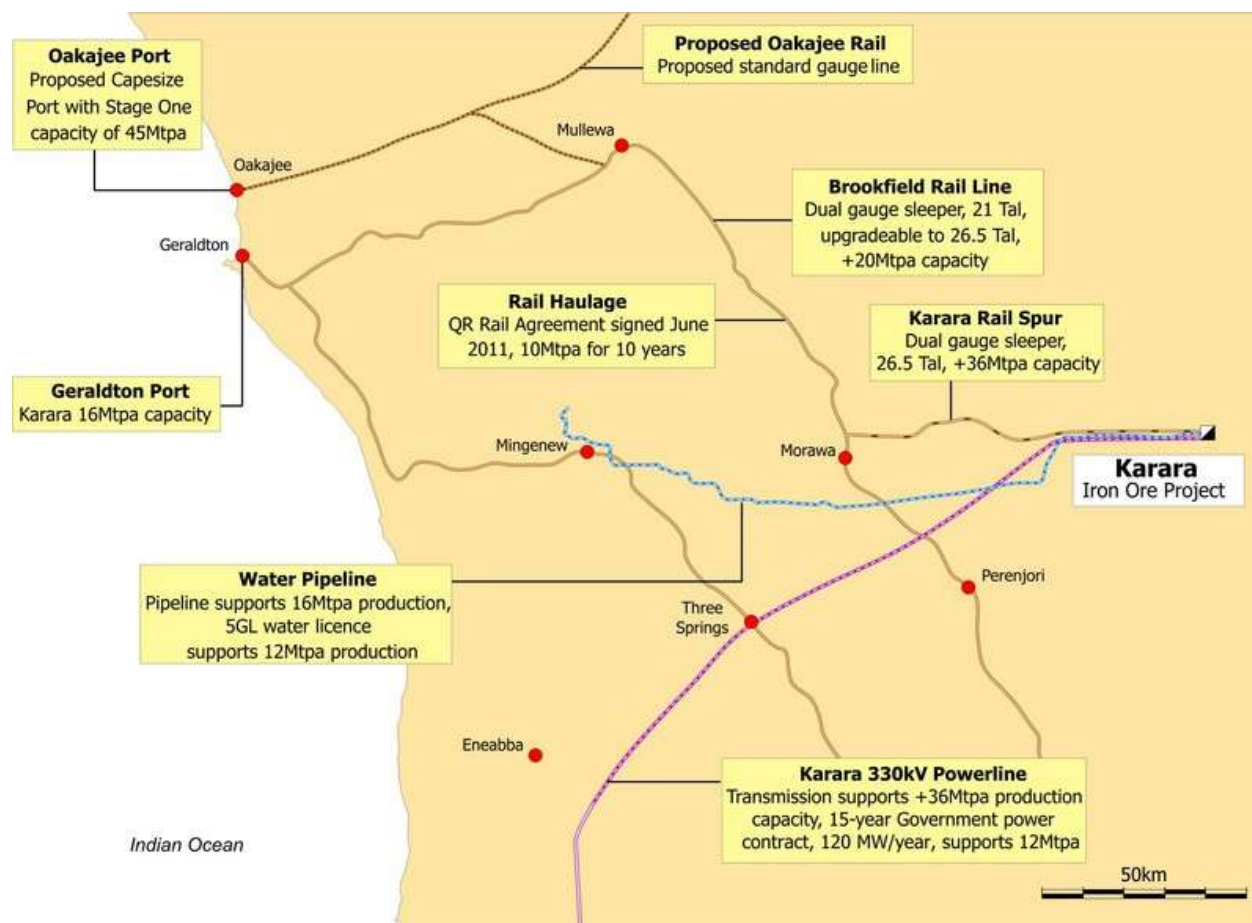 Oakajee Port
Proposed Capesize
Port with Stage One
capacity of 45Mtpa
Proposed Oakajee Rail
Proposed standard gauge line
Mullewa
Oakajee
Brookfield Rail Line
Dual gauge sleeper, 21 Tal,
upgradeable to 26.5 Tal,
+20Mtpa capacity
Geraldton
Rail Haulage
QR Rail Agreement signed June
2011, 10Mtpa for 10 years
Karara Rail Spur
Dual gauge sleeper,
26.5 Tal, +36Mtpa capacity
Geraldton Port
Karara 16Mtpa capacity
Mingenew
Morawa
Karara
Iron Ore Project
Water Pipeline
Pipeline supports 16Mtpa production,
5GL water licence
supports 12Mtpa production
Perenjori
Three
Springs
Eneabba
Karara 330kV Powerline
Transmission supports +36Mtpa production
capacity, 15-year Government power
contract, 120 MW/year, supports 12Mtpa
Indian Ocean
50km